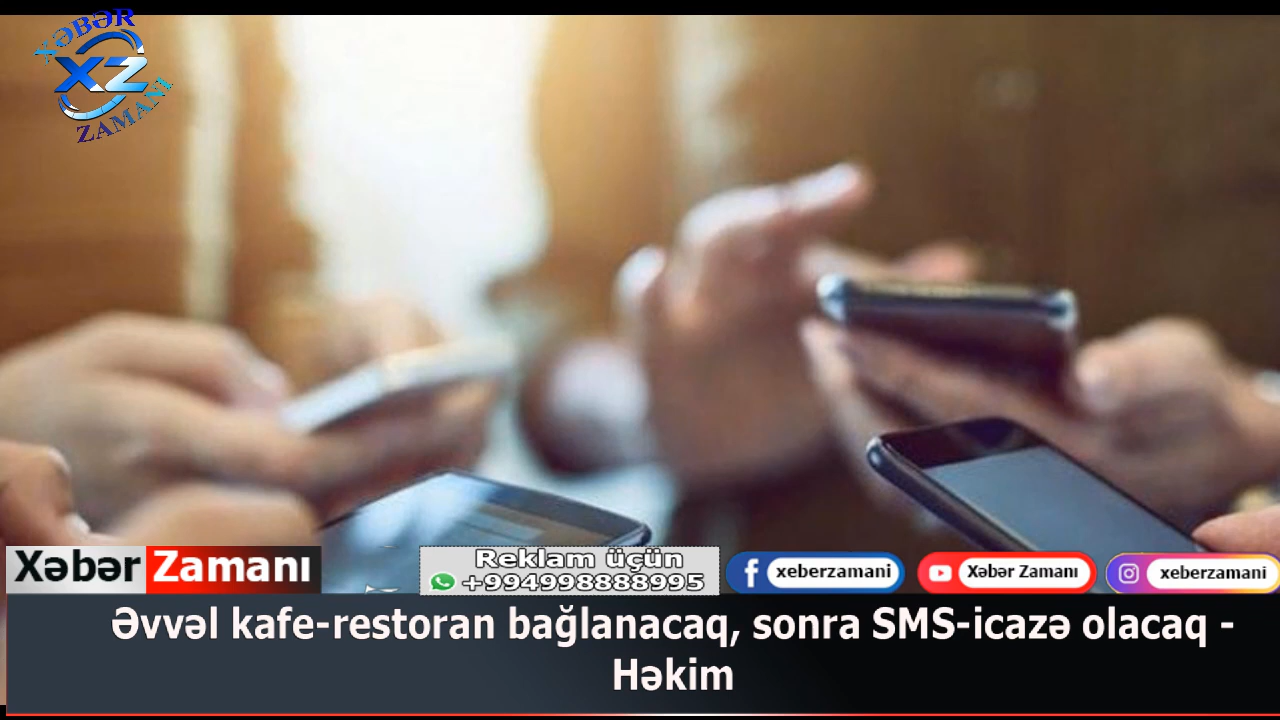 XƏBƏR
XZ
ZAMANI
Xəbər Zamanı
Reklam üçün
+994998888995
xeberzamani
Xəbər Zamanı
xeberzamani
Əvvəl kafe-restoran bağlanacaq, sonra SMS-icazə olacaq -
Həkim